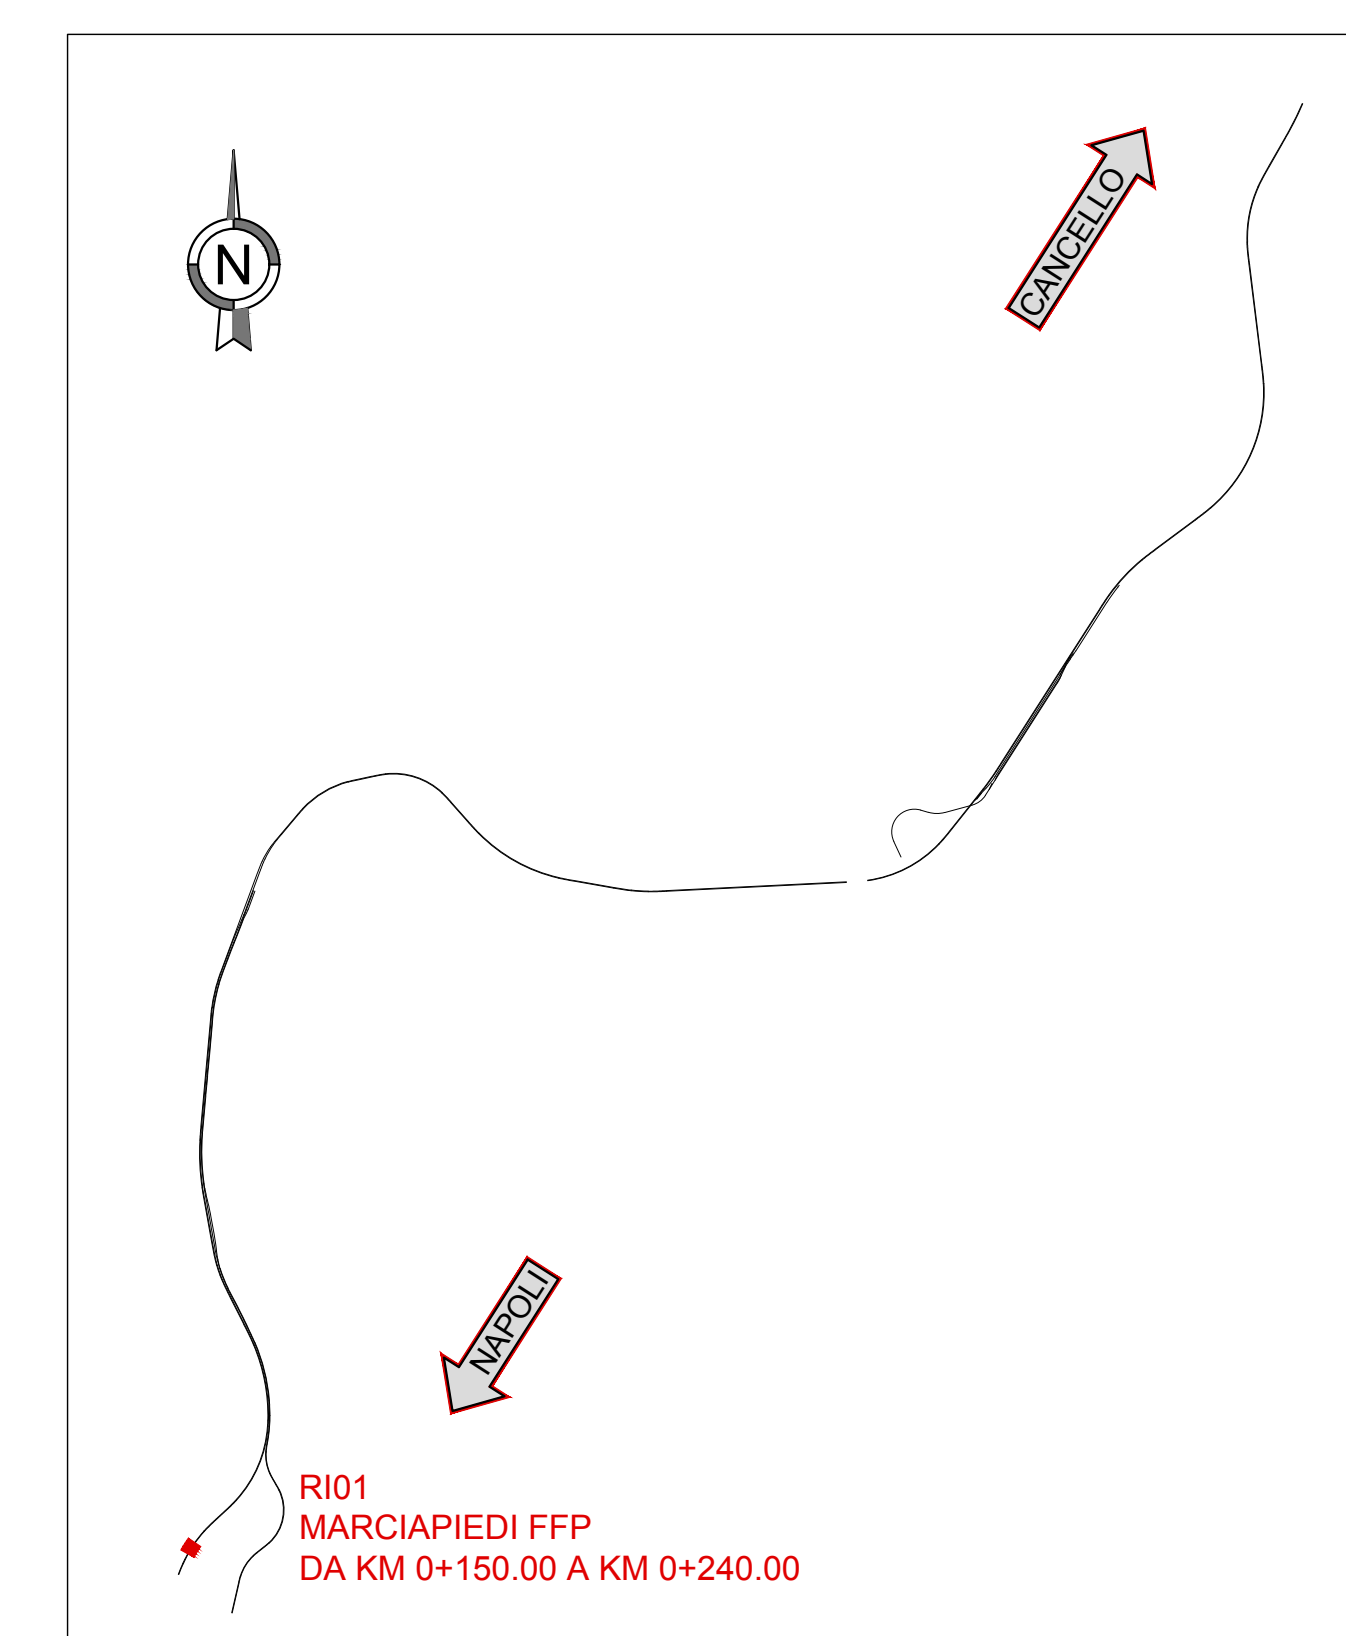 N
CANCELLO
NAPOLI
RI01
MARCIAPIEDI FFP
DA KM 0+150.00 A KM 0+240.00